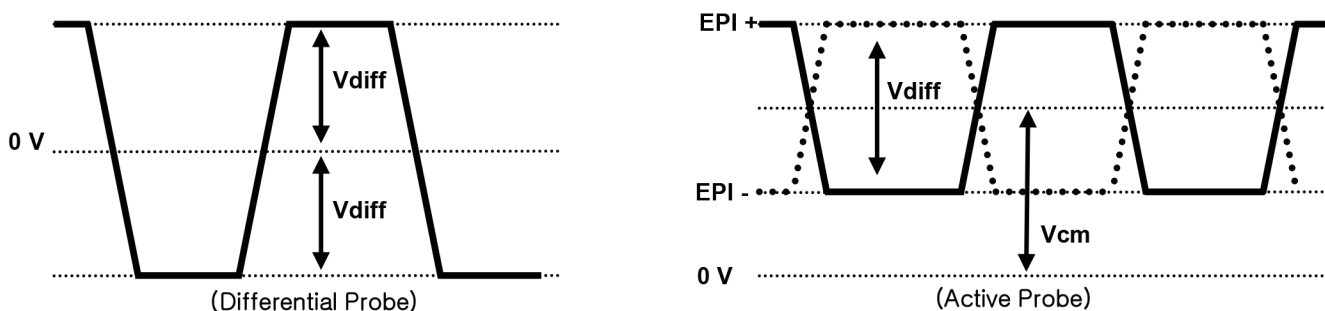 Vdiff
0 V
Vdiff
(Differential Probe)
EPI +
Vdiff
EPI -
Vcm
0 V
(Active Probe)